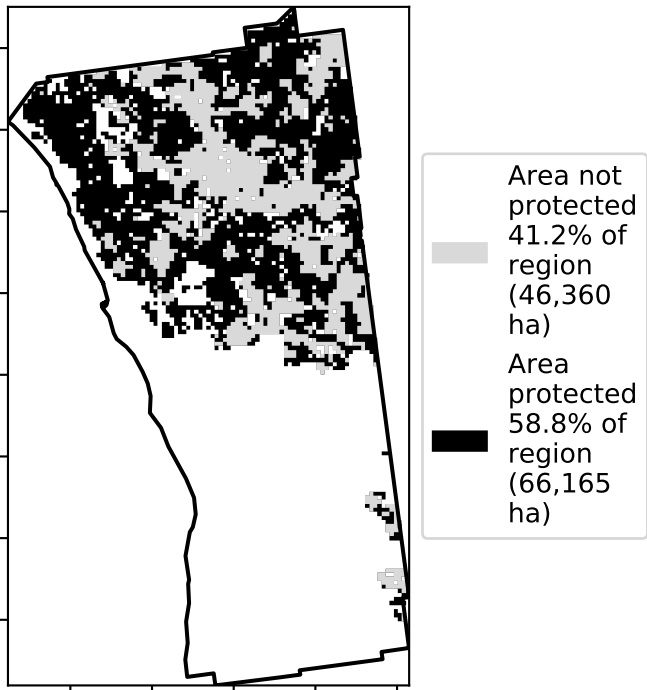 Area not
protected
41.2% of
region
(46,360
ha)
Area
protected
58.8% of
region
(66,165
ha)